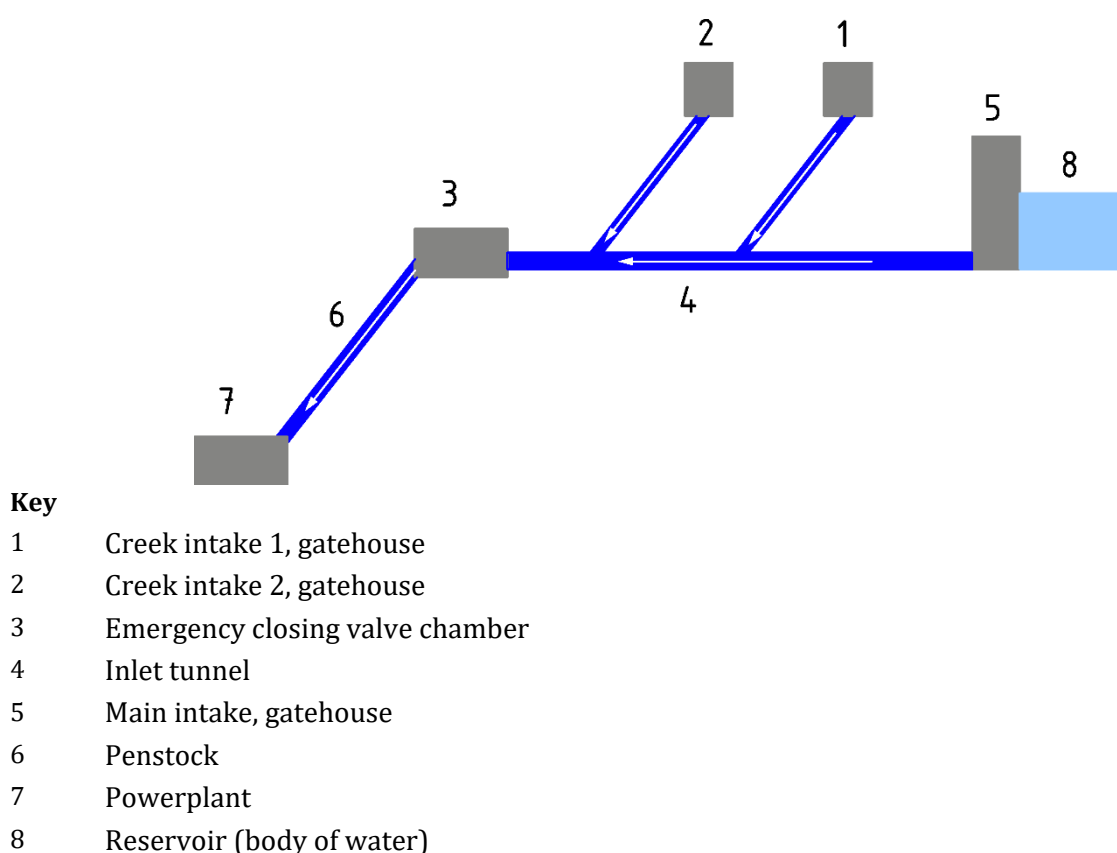 2 1
5
8
3
4
6
7
Key
1 Creek intake 1, gatehouse
2 Creek intake 2, gatehouse
3 Emergency closing valve chamber
4 Inlet tunnel
5 Main intake, gatehouse
6 Penstock
7 Powerplant
8 Reservoir (body of water)